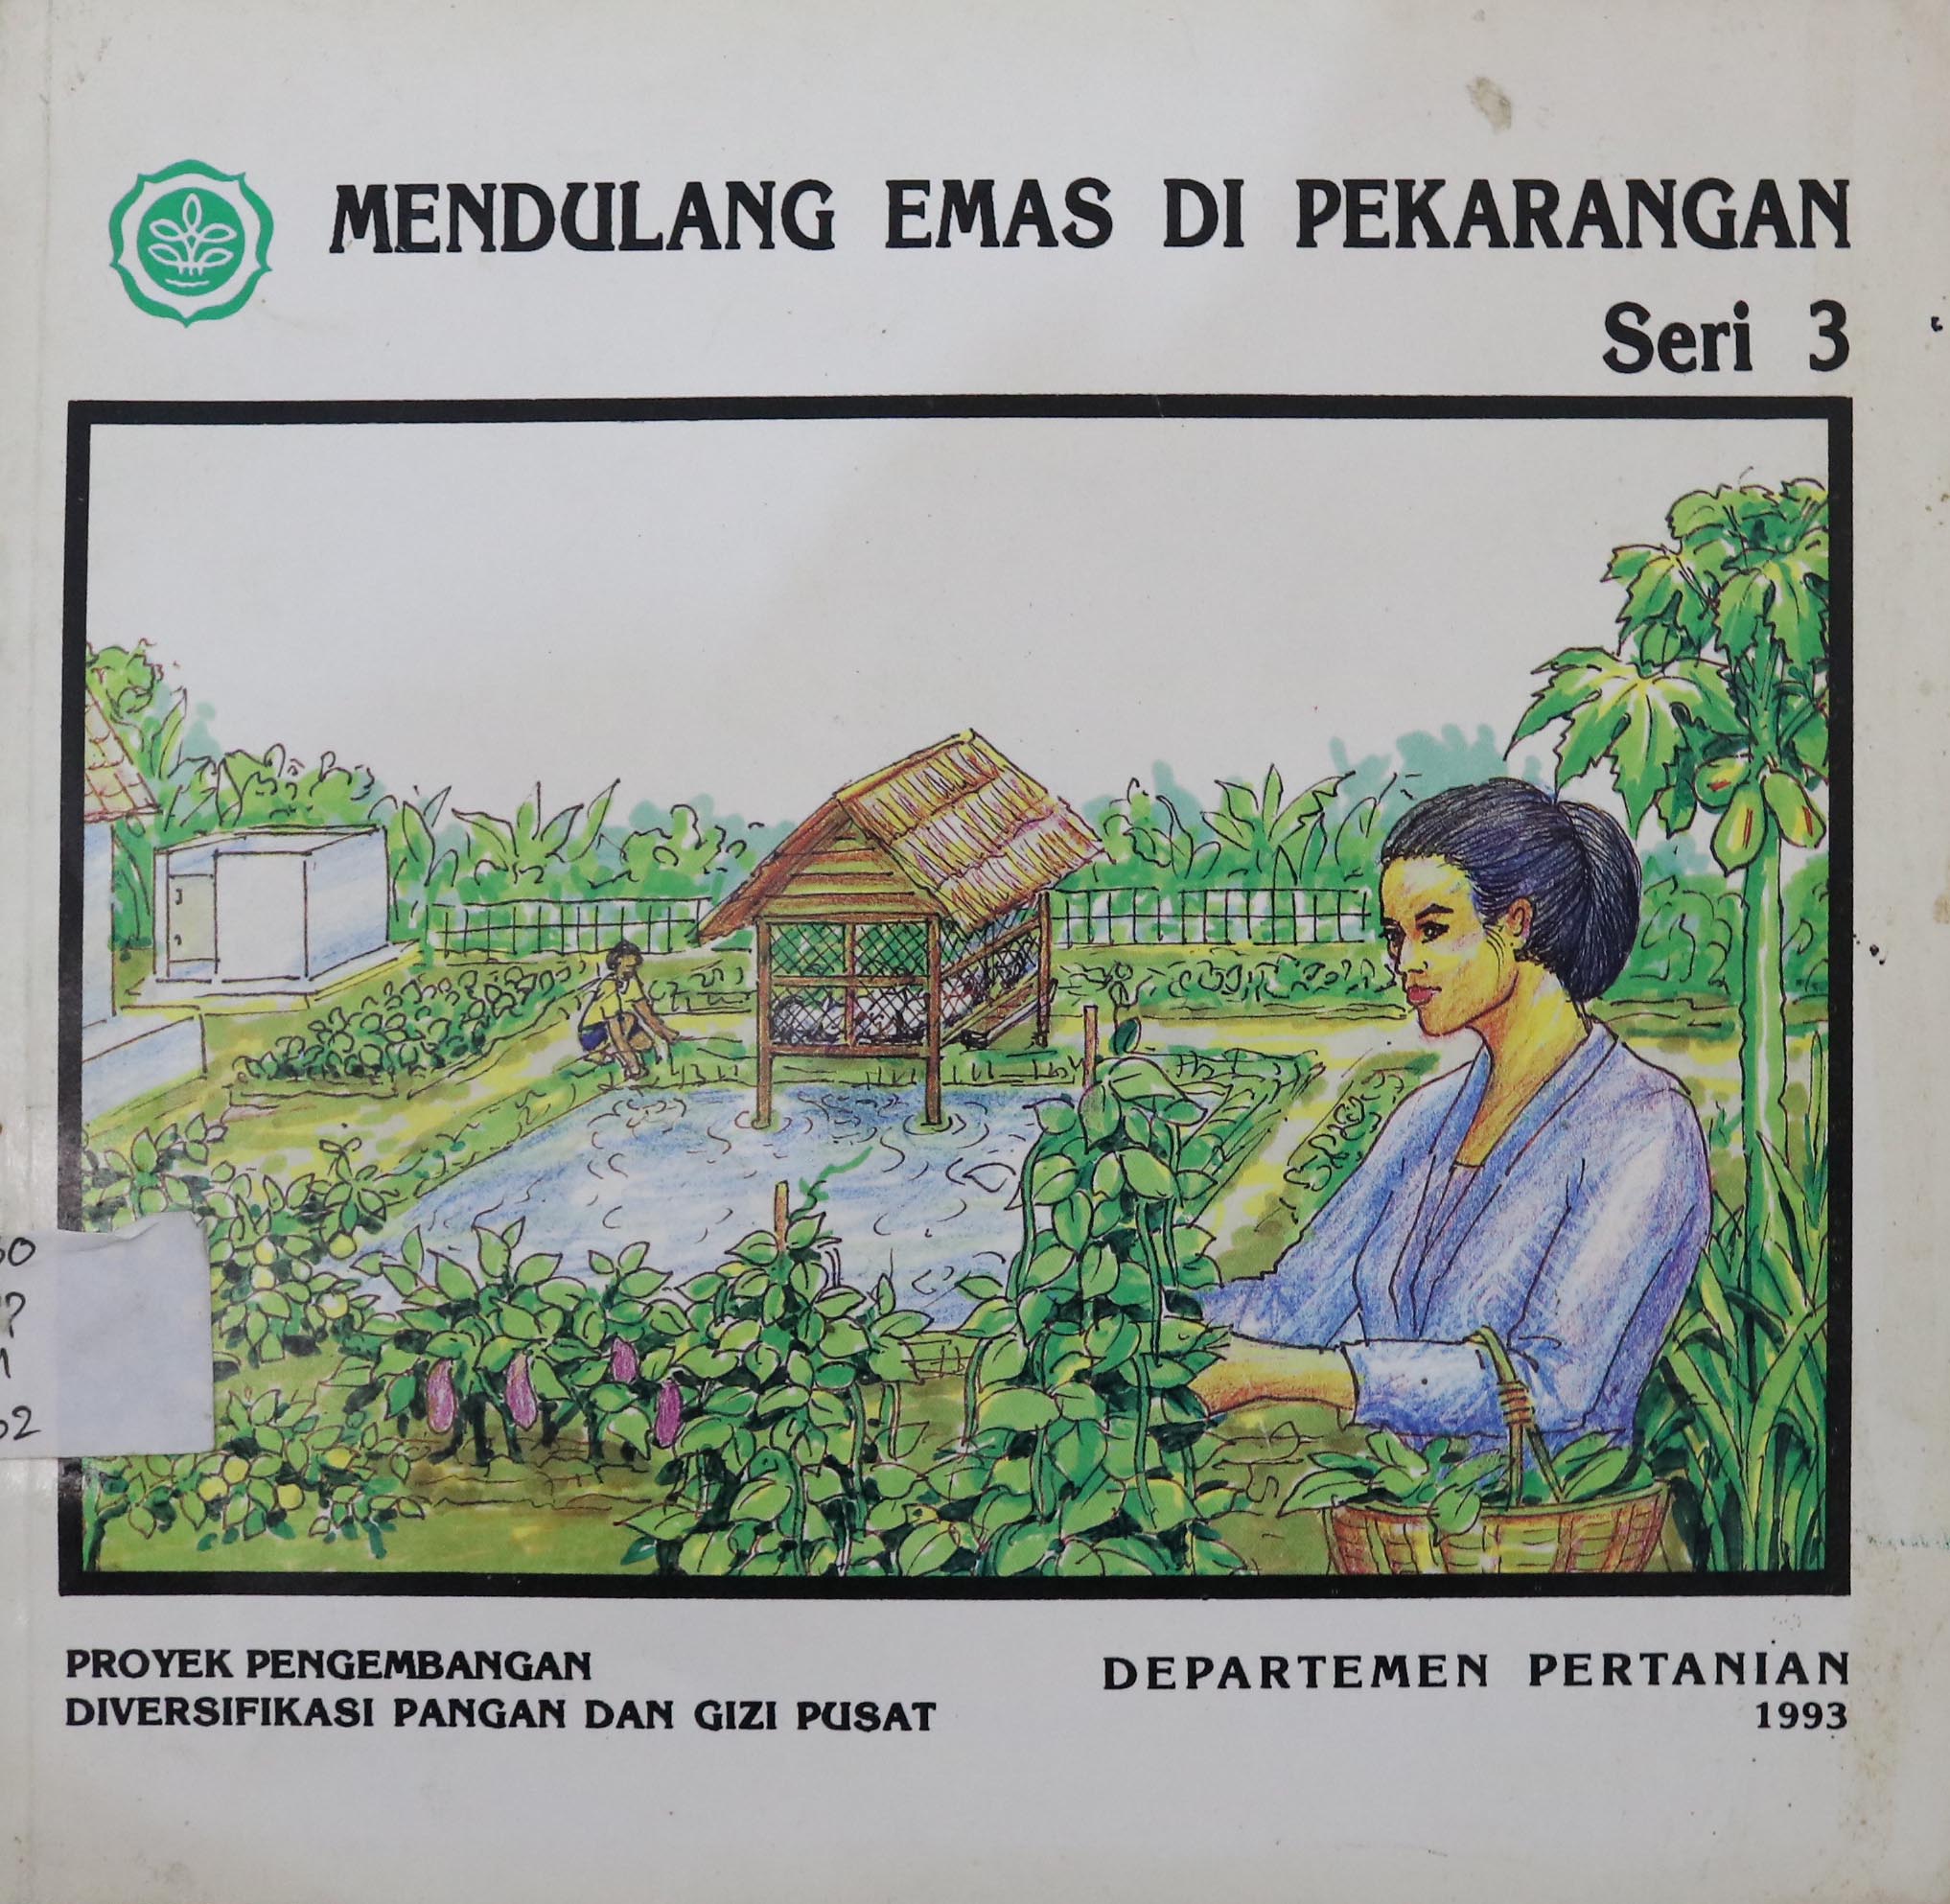 MENDULANG EMAS DI PEKARANGAN
Seri 3
PROYEK PENGEMBANGAN
DIVERSIFIKASI PANGAN DAN GIZI PUSAT
DEPARTEMEN PERTANIAN
1993